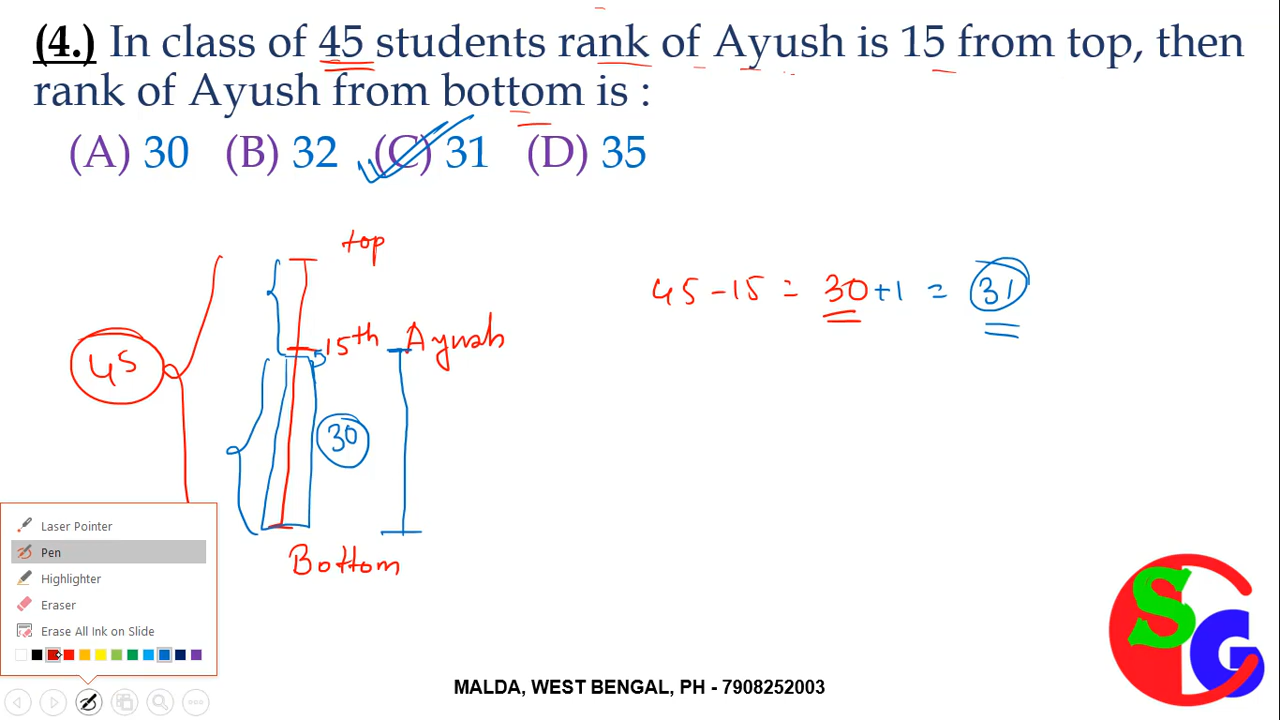 (4.) In class of 45 students rank of Ayush is 15 from top, then
rank of Ayush from bottom is :
(A) 30 (B) 32 (C) 31 (D) 35
top
45 - 15 = 30 + 1 = 31
15th Ayush
45
30
Bottom
Laser Pointer
Pen
Highlighter
Eraser
Erase All Ink on Slide
SG
MALDA, WEST BENGAL, PH - 7908252003